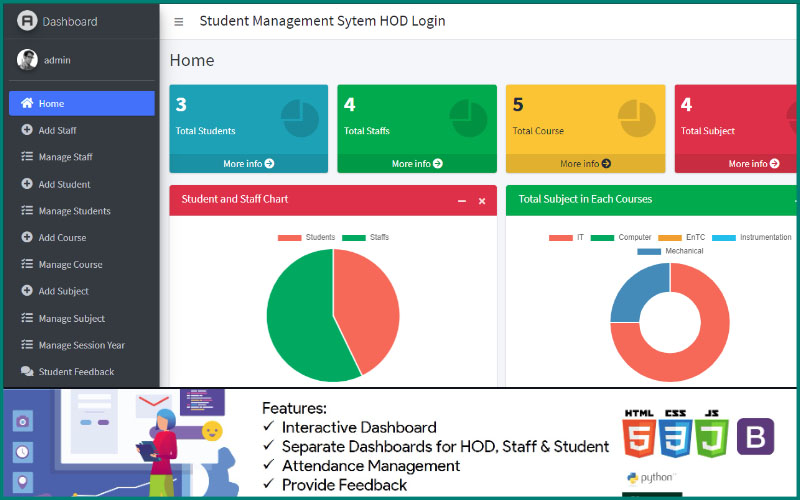 Dashboard
Student Management Sytem HOD Login
admin
Home
Home
Add Staff
Manage Staff
Add Student
Manage Students
Add Course
Manage Course
Add Subject
Manage Subject
Manage Session Year
Student Feedback
3
Total Students
More info
4
Total Staffs
More info
5
Total Course
More info
4
Total Subject
More info
Student and Staff Chart
Students Staffs
Total Subject in Each Courses
IT Computer EnTC Instrumentation
Mechanical
Features:
✓ Interactive Dashboard
✓ Separate Dashboards for HOD, Staff & Student
✓ Attendance Management
✓ Provide Feedback
HTML CSS JS
5 3 5 B
python